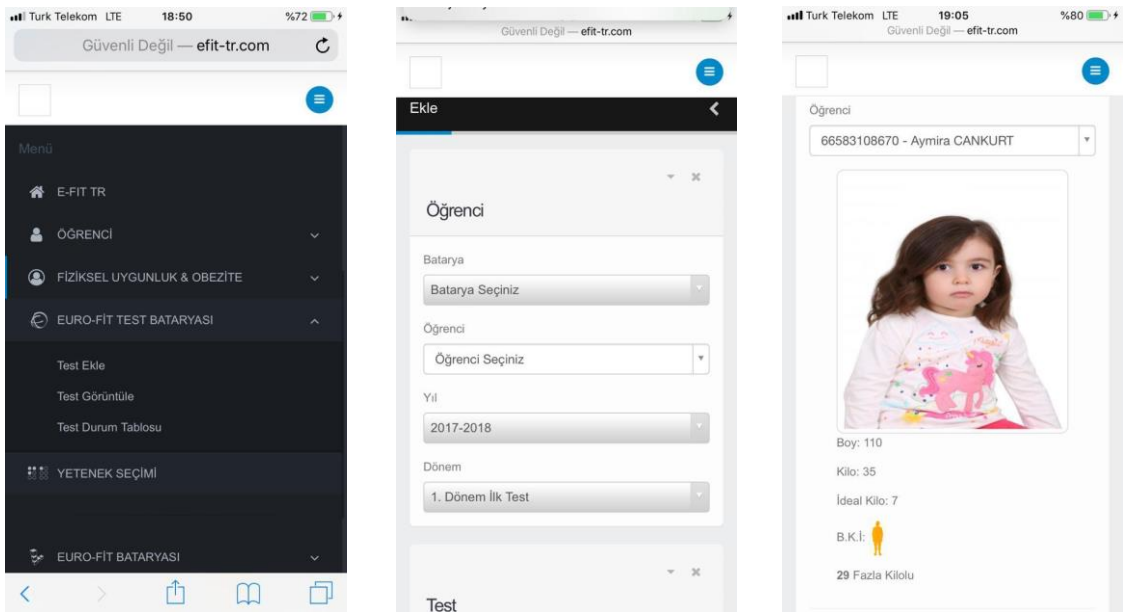 Turk Telekom LTE 18:50 %72
Güvenli Değil — efit-tr.com
Menü
E-FIT TR
ÖĞRENCİ
FİZİKSEL UYGUNLUK & OBEZİTE
EURO-FİT TEST BATARYASI
Test Ekle
Test Görüntüle
Test Durum Tablosu
YETENEK SEÇİMİ
EURO-FİT BATARYASI
Güvenli Değil — efit-tr.com
Ekle
Öğrenci
Batarya
Batarya Seçiniz
Öğrenci
Öğrenci Seçiniz
Yıl
2017-2018
Dönem
1. Dönem İlk Test
Test
Turk Telekom LTE 19:05 %80
Güvenli Değil — efit-tr.com
Öğrenci
66583108670 - Aymira CANKURT
Boy: 110
Kilo: 35
İdeal Kilo: 7
B.K.İ:
29 Fazla Kilolu